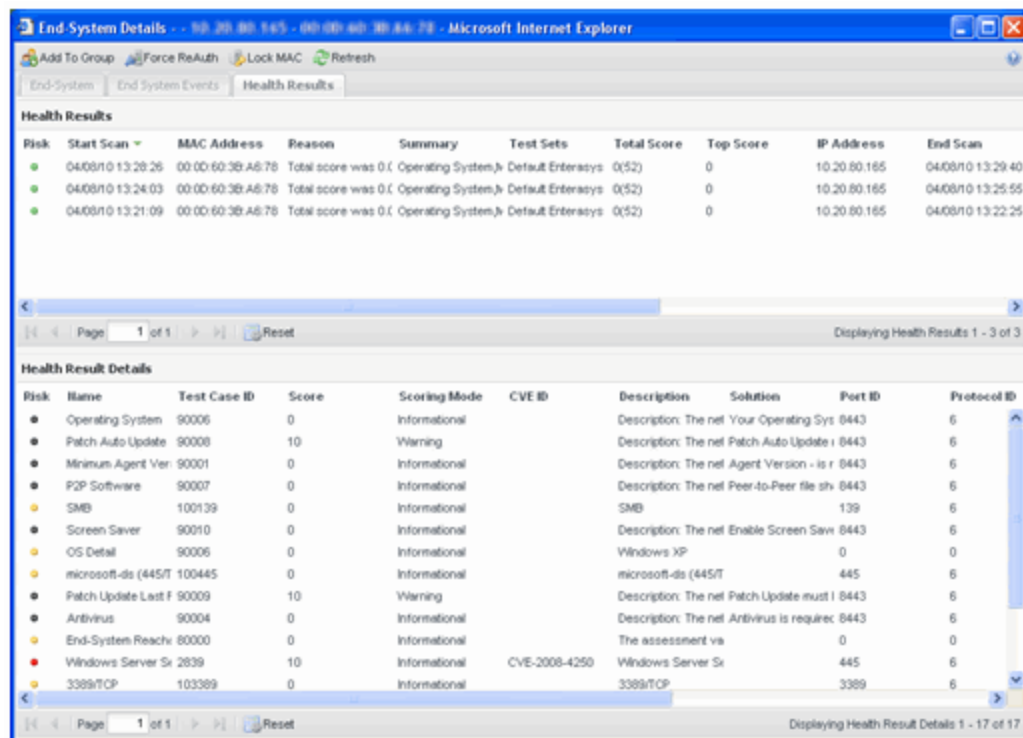 End-System Details - - 10.20.80.165 - 00:0D:60:3B:A6:78 - Microsoft Internet Explorer
Add To Group Force ReAuth Lock MAC Refresh
End-System End System Events Health Results
Health Results
Risk Start Scan MAC Address Reason Summary Test Sets Total Score Top Score IP Address End Scan
04/08/10 13:28:26 00:0D:60:3B:A6:78 Total score was 0.( Operating System, Default Enterasys 0(52) 0 10.20.80.165 04/08/10 13:29:40
04/08/10 13:24:03 00:0D:60:3B:A6:78 Total score was 0.( Operating System, Default Enterasys 0(52) 0 10.20.80.165 04/08/10 13:25:55
04/08/10 13:21:09 00:0D:60:3B:A6:78 Total score was 0.( Operating System, Default Enterasys 0(52) 0 10.20.80.165 04/08/10 13:22:25
Page 1 of 1 Reset Displaying Health Results 1 - 3 of 3
Health Result Details
Risk Name Test Case ID Score Scoring Mode CVE ID Description Solution Port ID Protocol ID
Operating System 90006 0 Informational Description: The net Your Operating Sys 8443 6
Patch Auto Update 90008 10 Warning Description: The net Patch Auto Update 8443 6
Minimum Agent Ver 90001 0 Informational Description: The net Agent Version - is r 8443 6
P2P Software 90007 0 Informational Description: The net Peer-to-Peer file sh 8443 6
SMB 100139 0 Informational SMB 139 6
Screen Saver 90010 0 Informational Description: The net Enable Screen Save 8443 6
OS Detail 90006 0 Informational Windows XP 0 0
microsoft-ds (445/T 100445 0 Informational microsoft-ds (445/T 445 6
Patch Update Last F 90009 10 Warning Description: The net Patch Update must 8443 6
Antivirus 90004 0 Informational Description: The net Antivirus is required 8443 6
End-System Reacha 80000 0 Informational The assessment va 0 0
Windows Server Se 2839 10 Informational CVE-2008-4250 Windows Server Se 445 6
3389/TCP 103389 0 Informational 3389/TCP 3389 6
Page 1 of 1 Reset Displaying Health Result Details 1 - 17 of 17